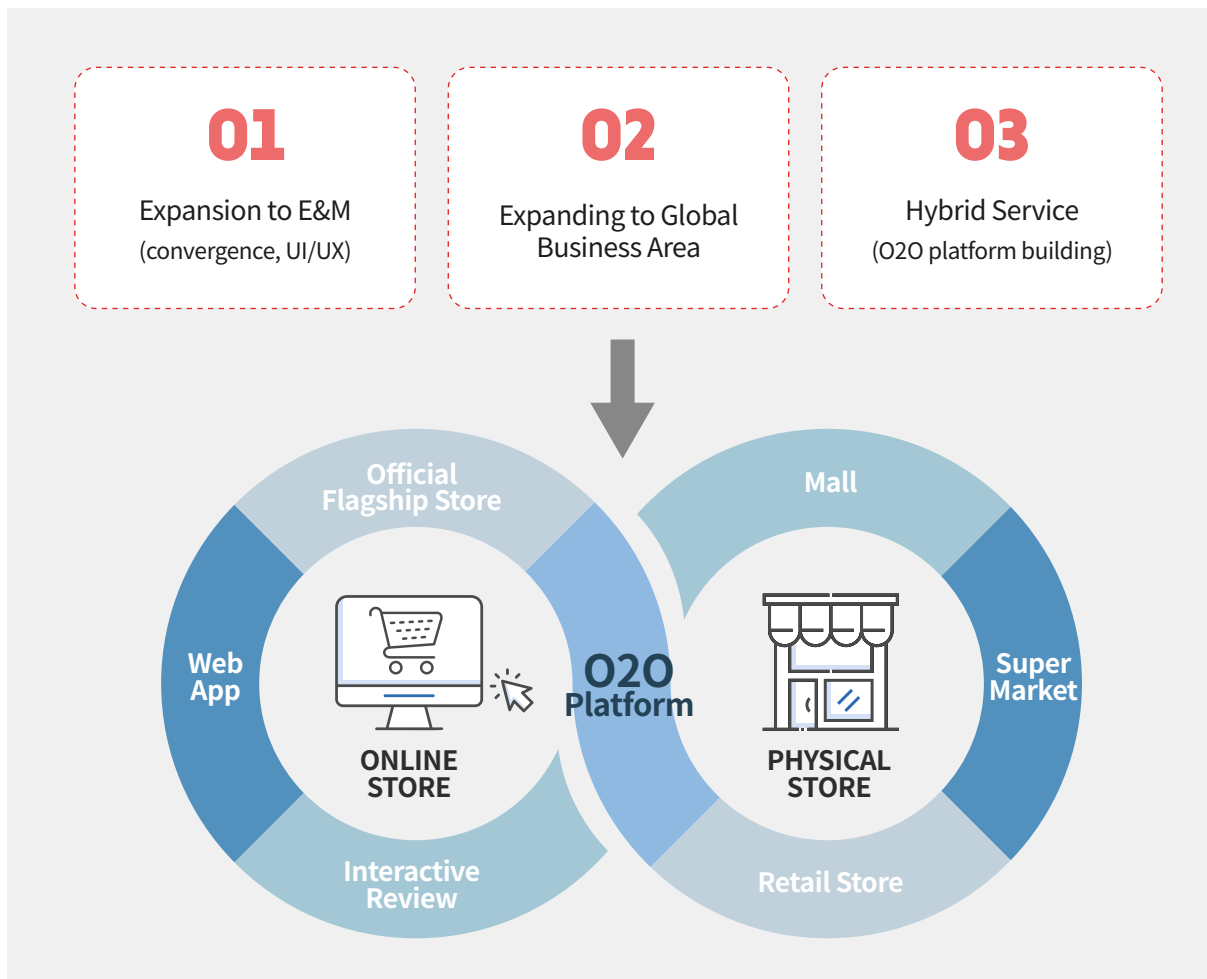 01
Expansion to E&M
(convergence, UI/UX)
02
Expanding to Global
Business Area
03
Hybrid Service
(O2O platform building)
Official
Flagship Store
Web
App
Interactive
Review
ONLINE
STORE
O2O
Platform
Mall
Super
Market
Retail Store
PHYSICAL
STORE